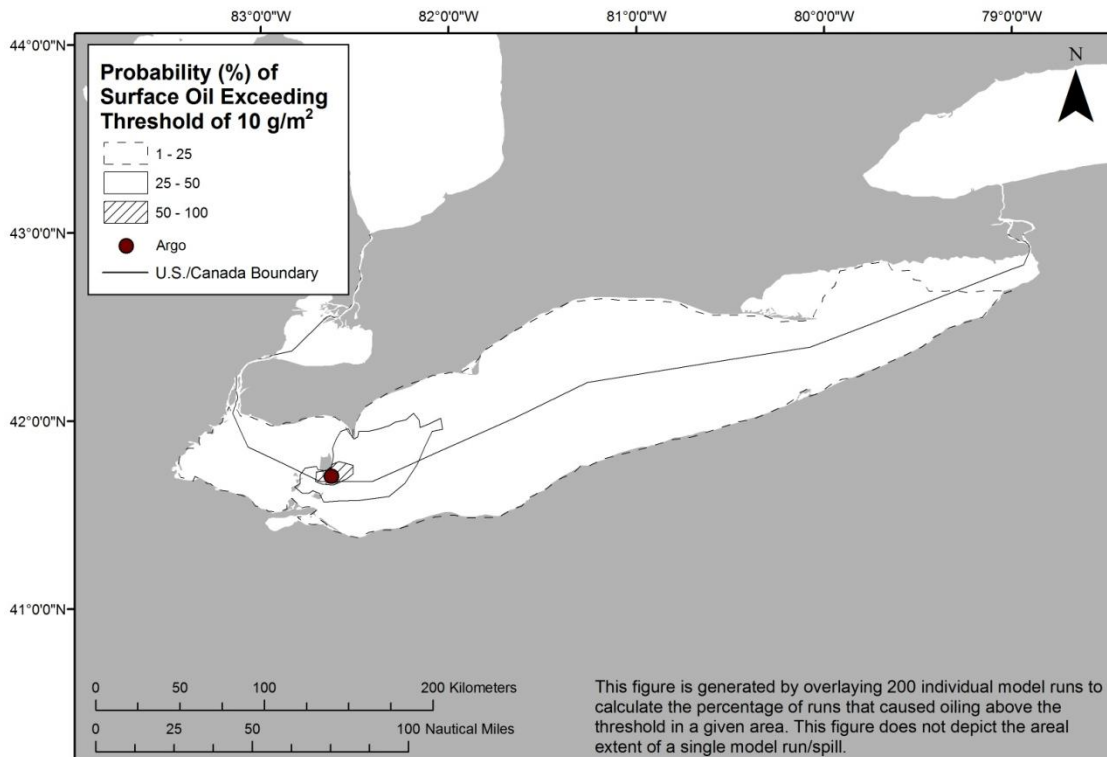 83°0'0"W 82°0'0"W 81°0'0"W 80°0'0"W 79°0'0"W
44°0'0"N
43°0'0"N
42°0'0"N
41°0'0"N
Probability (%) of
Surface Oil Exceeding
Threshold of 10 g/m²
1 - 25
25 - 50
50 - 100
Argo
U.S./Canada Boundary
N
0 50 100 200 Kilometers
0 25 50 100 Nautical Miles
This figure is generated by overlaying 200 individual model runs to
calculate the percentage of runs that caused oiling above the
threshold in a given area. This figure does not depict the areal
extent of a single model run/spill.